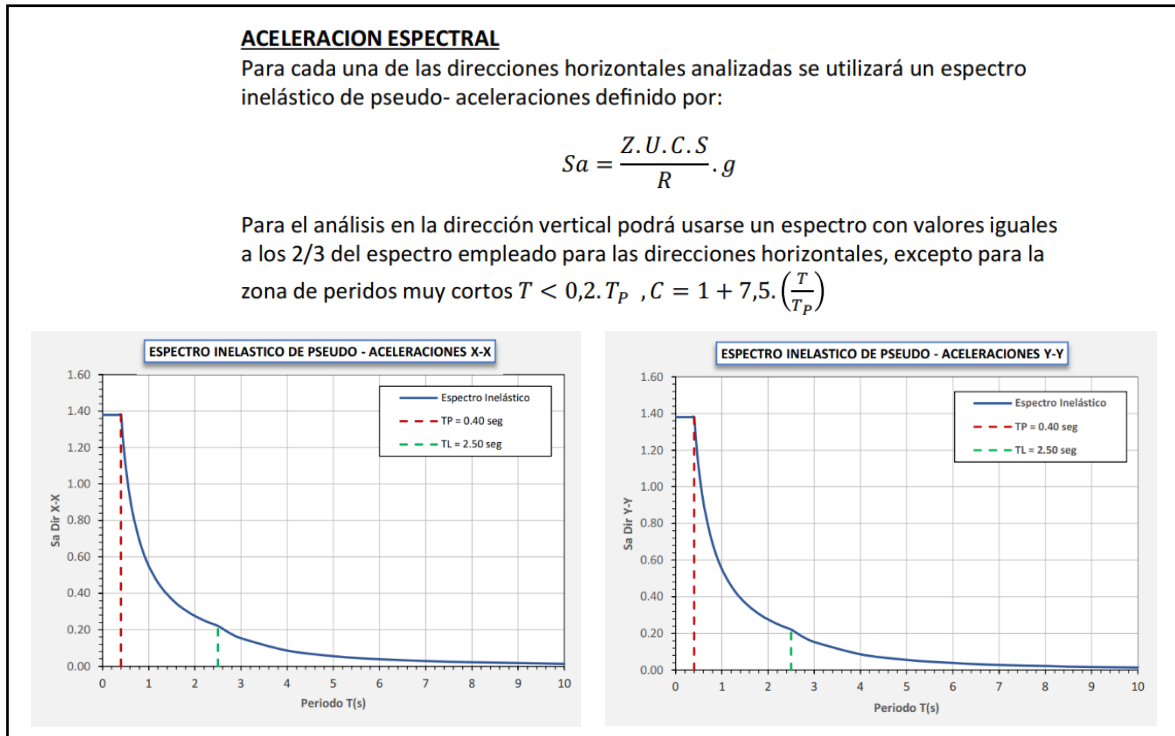 ACELERACION ESPECTRAL
Para cada una de las direcciones horizontales analizadas se utilizará un espectro
inelástico de pseudo- aceleraciones definido por:
Sa = Z.U.C.S / R . g
Para el análisis en la dirección vertical podrá usarse un espectro con valores iguales
a los 2/3 del espectro empleado para las direcciones horizontales, excepto para la
zona de peridos muy cortos T < 0,2. T_P , C = 1 + 7,5. (T / T_P)
ESPECTRO INELASTICO DE PSEUDO - ACELERACIONES X-X
1.60
1.40
1.20
1.00
0.80
0.60
0.40
0.20
0.00
Sa Dir X-X
Espectro Inelástico
TP = 0.40 seg
TL = 2.50 seg
0 1 2 3 4 5 6 7 8 9 10
Periodo T(s)
ESPECTRO INELASTICO DE PSEUDO - ACELERACIONES Y-Y
1.60
1.40
1.20
1.00
0.80
0.60
0.40
0.20
0.00
Sa Dir Y-Y
Espectro Inelástico
TP = 0.40 seg
TL = 2.50 seg
0 1 2 3 4 5 6 7 8 9 10
Periodo T(s)